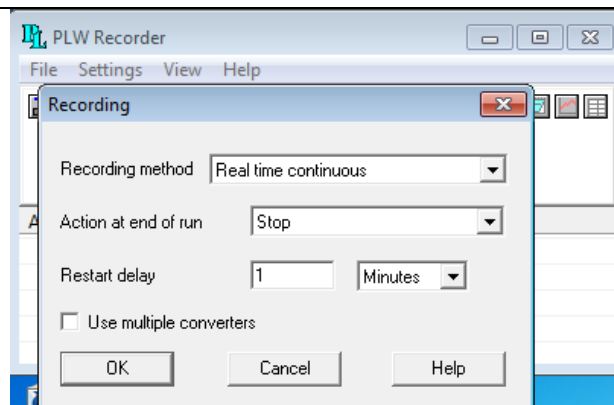 PLW Recorder
File Settings View Help
Recording
Recording method Real time continuous
Action at end of run Stop
Restart delay 1 Minutes
Use multiple converters
OK Cancel Help